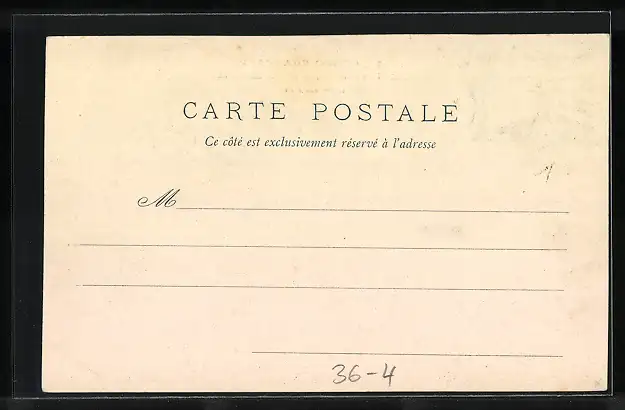 CARTE POSTALE
Ce côté est exclusivement réservé à l'adresse
M
36-4